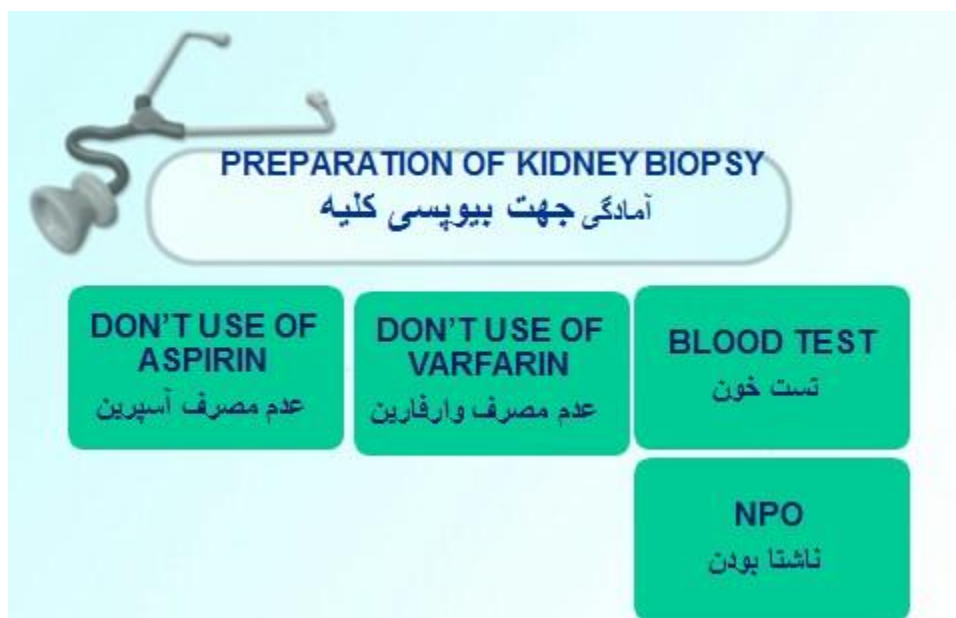 PREPARATION OF KIDNEY BIOPSY
آمادگی جهت بیوپسی کلیه
DON'T USE OF
ASPIRIN
عدم مصرف آسپرین
DON'T USE OF
VARFARIN
عدم مصرف وارفارین
BLOOD TEST
تست خون
NPO
ناشتا بودن